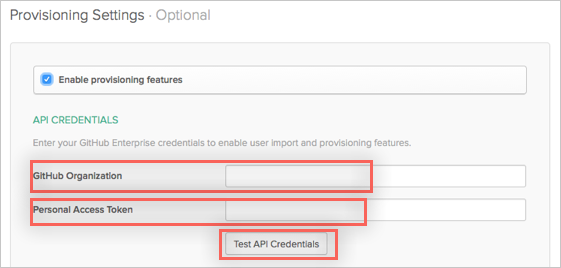 Provisioning Settings · Optional
Enable provisioning features
API CREDENTIALS
Enter your GitHub Enterprise credentials to enable user import and provisioning features.
GitHub Organization
Personal Access Token
Test API Credentials